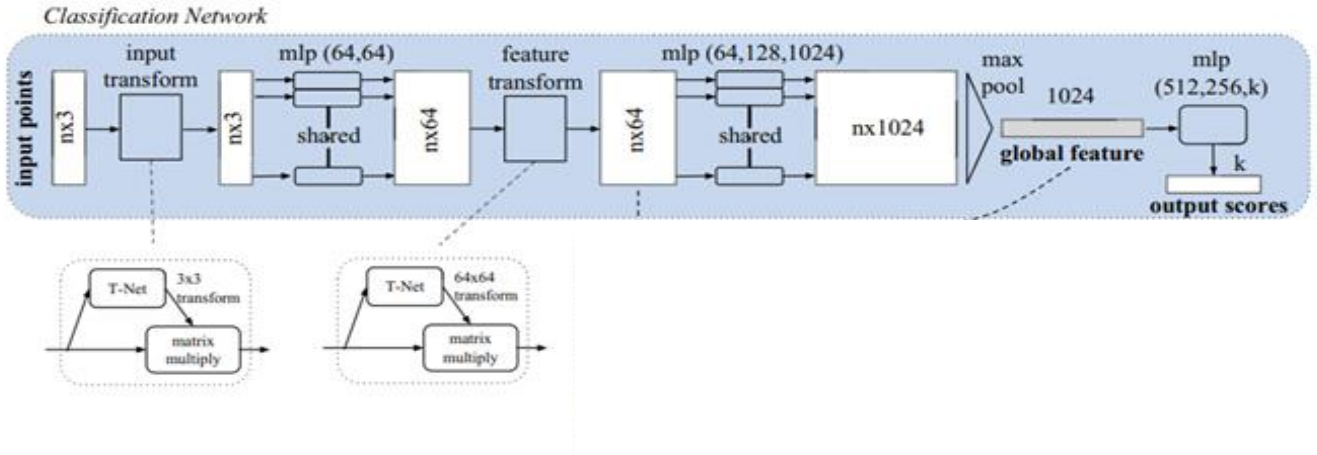 Classification Network
input points
nx3
input
transform
nx3
mlp (64,64)
shared
nx64
feature
transform
nx64
mlp (64,128,1024)
shared
nx1024
max
pool
1024
global feature
mlp
(512,256,k)
k
output scores
T-Net
3x3
transform
matrix
multiply
T-Net
64x64
transform
matrix
multiply